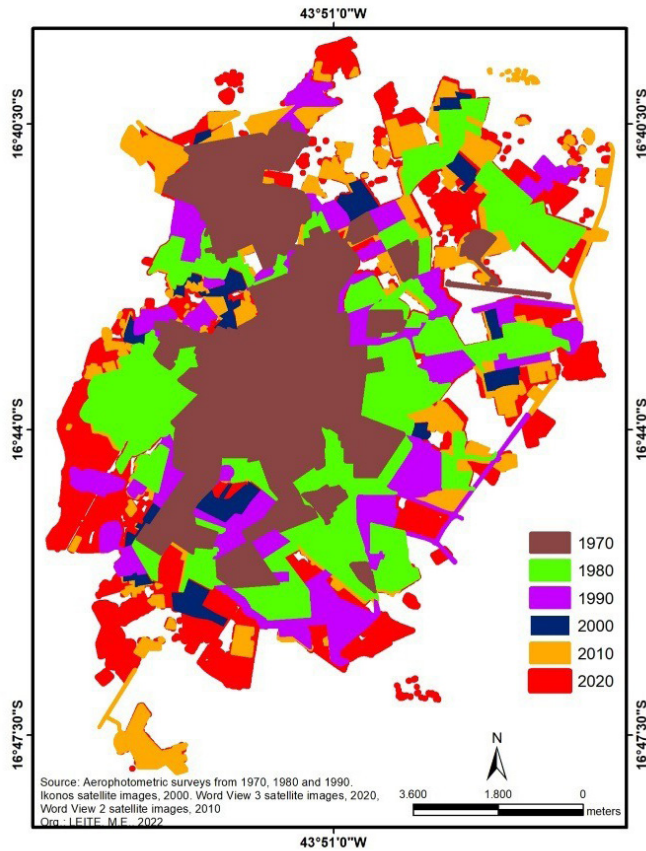 43°51'0"W
16°40'30"S
16°40'30"S
16°44'0"S
16°44'0"S
1970
1980
1990
2000
2010
2020
16°47'30"S
16°47'30"S
N
Source: Aerophotometric surveys from 1970, 1980 and 1990.
Ikonos satellite images, 2000. Word View 3 satellite images, 2020,
Word View 2 satellite images, 2010
Org.: LEITE, M.E., 2022
3.600 1.800 0
meters
43°51'0"W